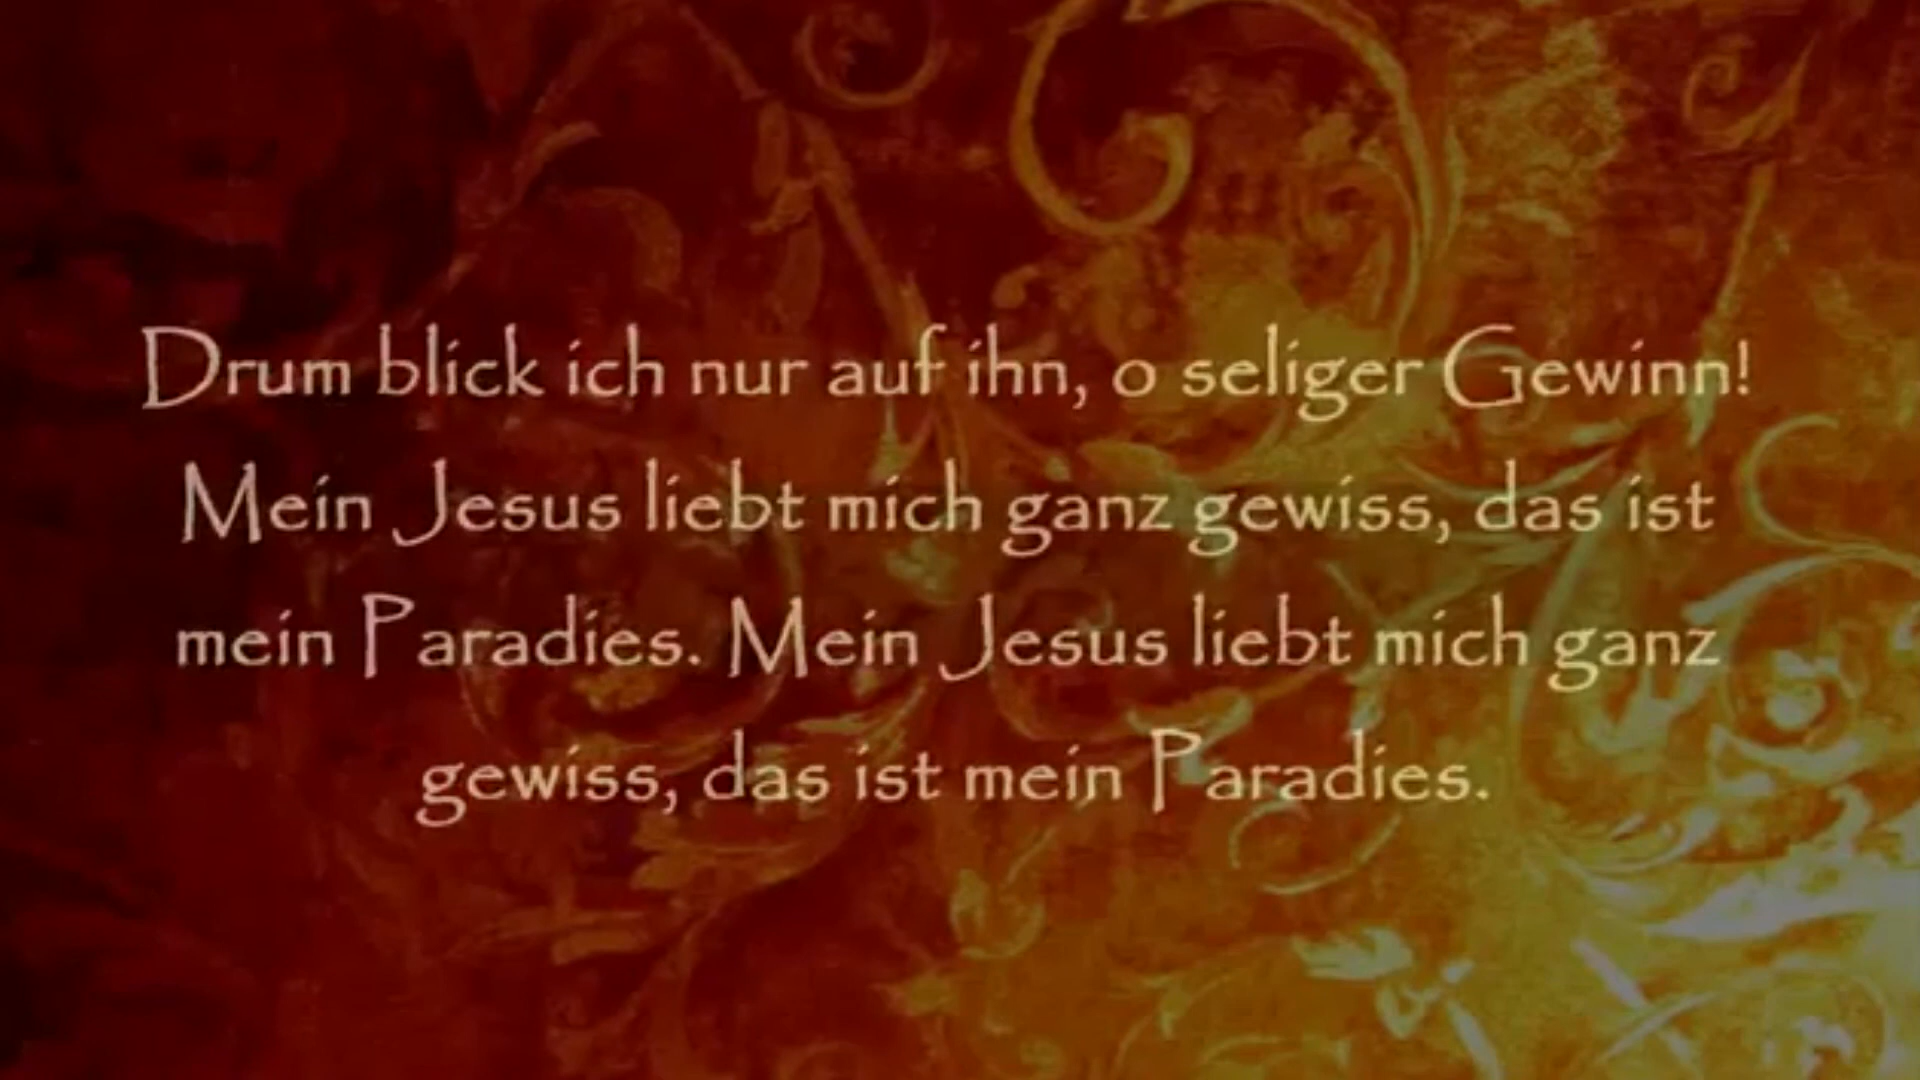 Drum blick ich nur auf ihn, o seliger Gewinn!
Mein Jesus liebt mich ganz gewiss, das ist
mein Paradies. Mein Jesus liebt mich ganz
gewiss, das ist mein Paradies.